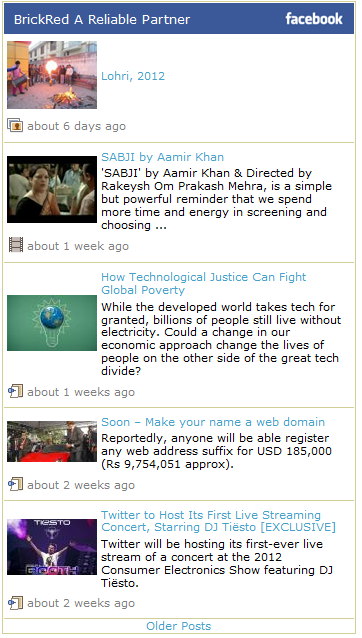 BrickRed A Reliable Partner
facebook
Lohri, 2012
about 6 days ago
SABJI by Aamir Khan
'SABJI' by Aamir Khan & Directed by
Rakeysh Om Prakash Mehra, is a simple
but powerful reminder that we spend
more time and energy in screening and
choosing ...
about 1 week ago
How Technological Justice Can Fight
Global Poverty
While the developed world takes tech for
granted, billions of people still live without
electricity. Could a change in our
economic approach change the lives of
people on the other side of the great tech
divide?
about 1 weeks ago
Soon – Make your name a web domain
Reportedly, anyone will be able register
any web address suffix for USD 185,000
(Rs 9,754,051 approx).
about 2 weeks ago
Twitter to Host Its First Live Streaming
Concert, Starring DJ Tiësto [EXCLUSIVE]
TIËSTO
BOOTH
Twitter will be hosting its first-ever live
stream of a concert at the 2012
Consumer Electronics Show featuring DJ
Tiësto.
about 2 weeks ago
Older Posts